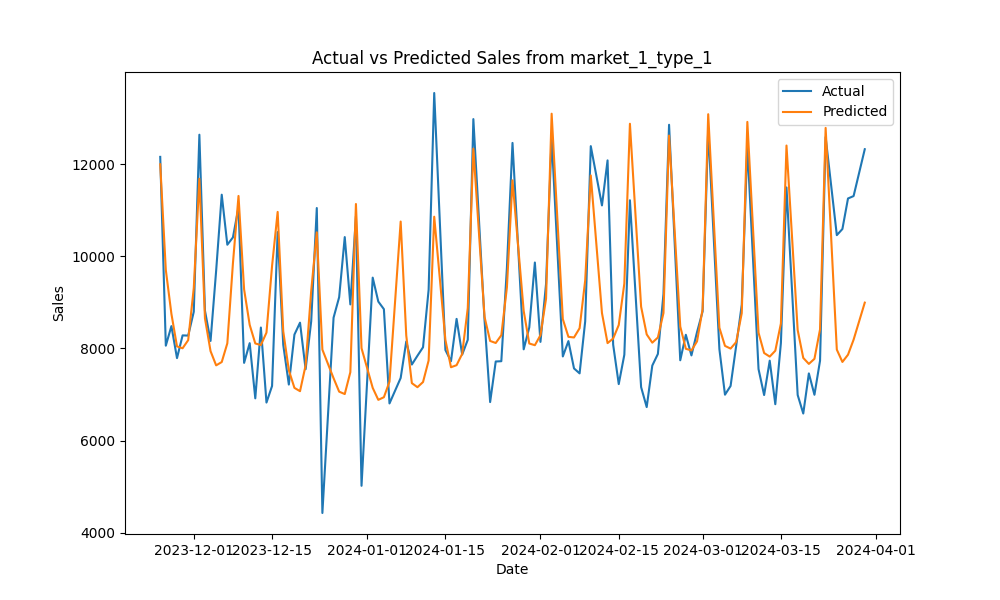 Actual vs Predicted Sales from market_1_type_1
Actual
Predicted
Sales
12000
10000
8000
6000
4000
2023-12-01
2023-12-15
2024-01-01
2024-01-15
2024-02-01
2024-02-15
2024-03-01
2024-03-15
2024-04-01
Date